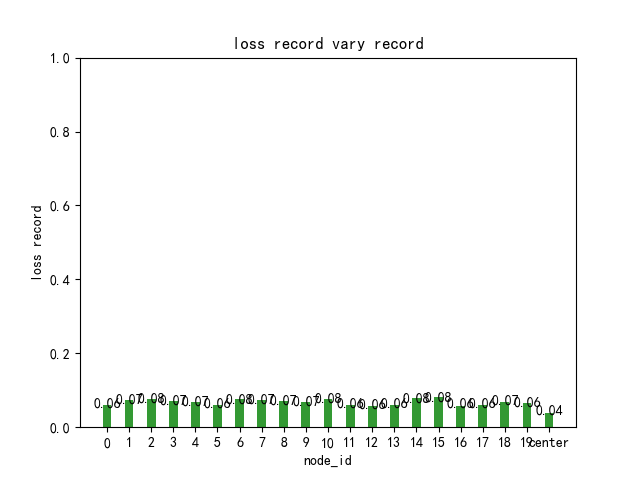 loss record vary record
1.0
0.8
0.6
0.4
0.2
0.0
loss record
0.06 0.07 0.08 0.07 0.07 0.06 0.08 0.07 0.07 0.07 0.08 0.06 0.06 0.06 0.08 0.08 0.06 0.06 0.07 0.06 0.04
0 1 2 3 4 5 6 7 8 9 10 11 12 13 14 15 16 17 18 19 center
node_id